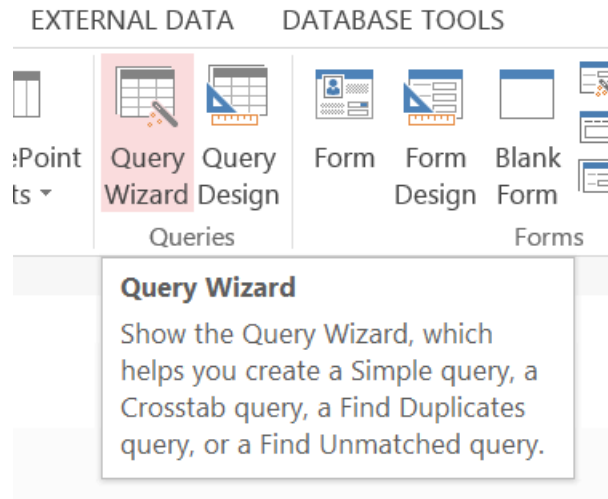 EXTERNAL DATA DATABASE TOOLS
ePoint Query Query Form Form Blank
ts Wizard Design Design Form
Queries Forms
Query Wizard
Show the Query Wizard, which
helps you create a Simple query, a
Crosstab query, a Find Duplicates
query, or a Find Unmatched query.